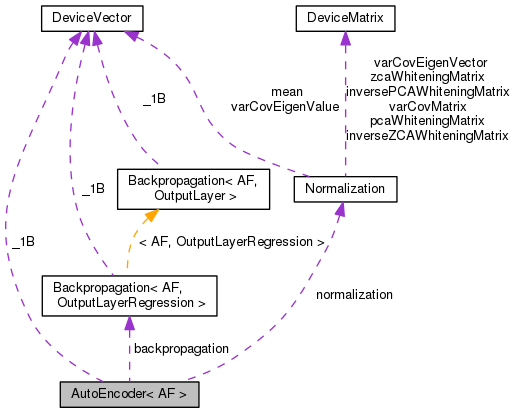 DeviceVector
DeviceMatrix
varCovEigenVector
zcaWhiteningMatrix
inversePCAWhiteningMatrix
varCovMatrix
pcaWhiteningMatrix
inverseZCAWhiteningMatrix
mean
varCovEigenValue
_1B
Backpropagation< AF,
OutputLayer >
Normalization
_1B
_1B
< AF, OutputLayerRegression >
Backpropagation< AF,
OutputLayerRegression >
normalization
backpropagation
AutoEncoder< AF >